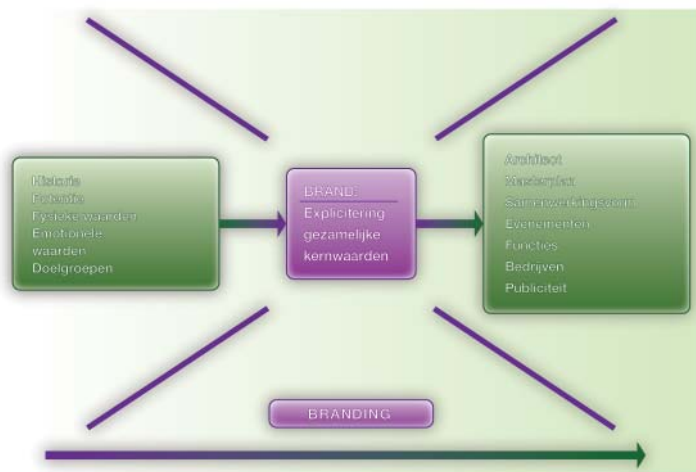 Historie
Potentie
Fysieke waarden
Emotionele
waarden
Doelgroepen
BRAND:
Explicitering
gezamelijke
kernwaarden
Architect
Masterplan
Samenwerkingsvorm
Evenementen
Functies
Bedrijven
Publiciteit
BRANDING